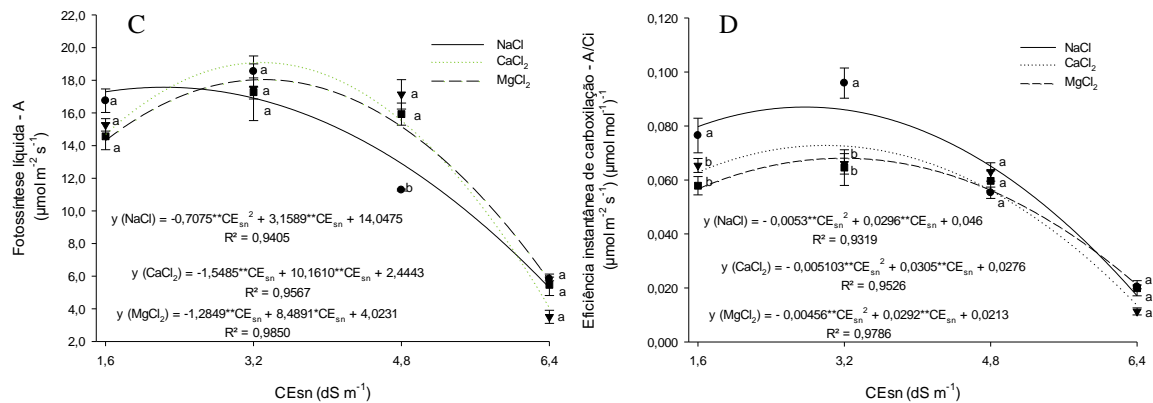 C
Fotossíntese líquida - A
(µmol m-2 s-1)
18,0
16,0
14,0
12,0
10,0
8,0
6,0
4,0
2,0
NaCl
CaCl2
MgCl2
a
a
a
a
a
a
a
a
b
a
a
a
y (NaCl) = -0,7075**CEsn2 + 3,1589**CEsn + 14,0475
R² = 0,9405
y (CaCl2) = -1,5485**CEsn + 10,1610**CEsn + 2,4443
R² = 0,9567
y (MgCl2) = -1,2849**CEsn + 8,4891*CEsn + 4,0231
R² = 0,9850
1,6
3,2
4,8
6,4
CEsn (dS m-1)
D
Eficiência instantânea de carboxilação - A/Ci
(µmol m-2 s-1) (µmol mol-1)-1
0,120
0,100
0,080
0,060
0,040
0,020
0,000
NaCl
CaCl2
MgCl2
a
a
b
b
b
b
a
a
a
a
a
a
y (NaCl) = - 0,0053**CEsn2 + 0,0296**CEsn + 0,046
R² = 0,9319
y (CaCl2) = - 0,005103**CEsn2 + 0,0305**CEsn + 0,0276
R² = 0,9526
y (MgCl2) = - 0,00456**CEsn2 + 0,0292**CEsn + 0,0213
R² = 0,9786
1,6
3,2
4,8
6,4
CEsn (dS m-1)